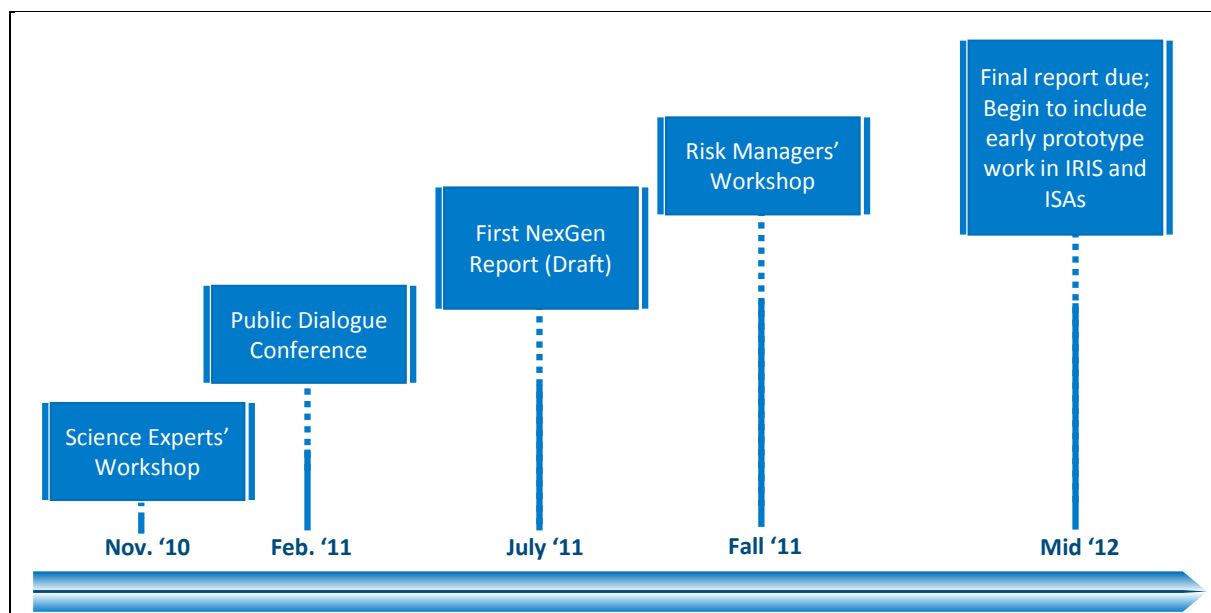 Science Experts’
Workshop
Public Dialogue
Conference
First NexGen
Report (Draft)
Risk Managers’
Workshop
Final report due;
Begin to include
early prototype
work in IRIS and
ISAs
Nov. ‘10
Feb. ‘11
July ‘11
Fall ‘11
Mid ‘12